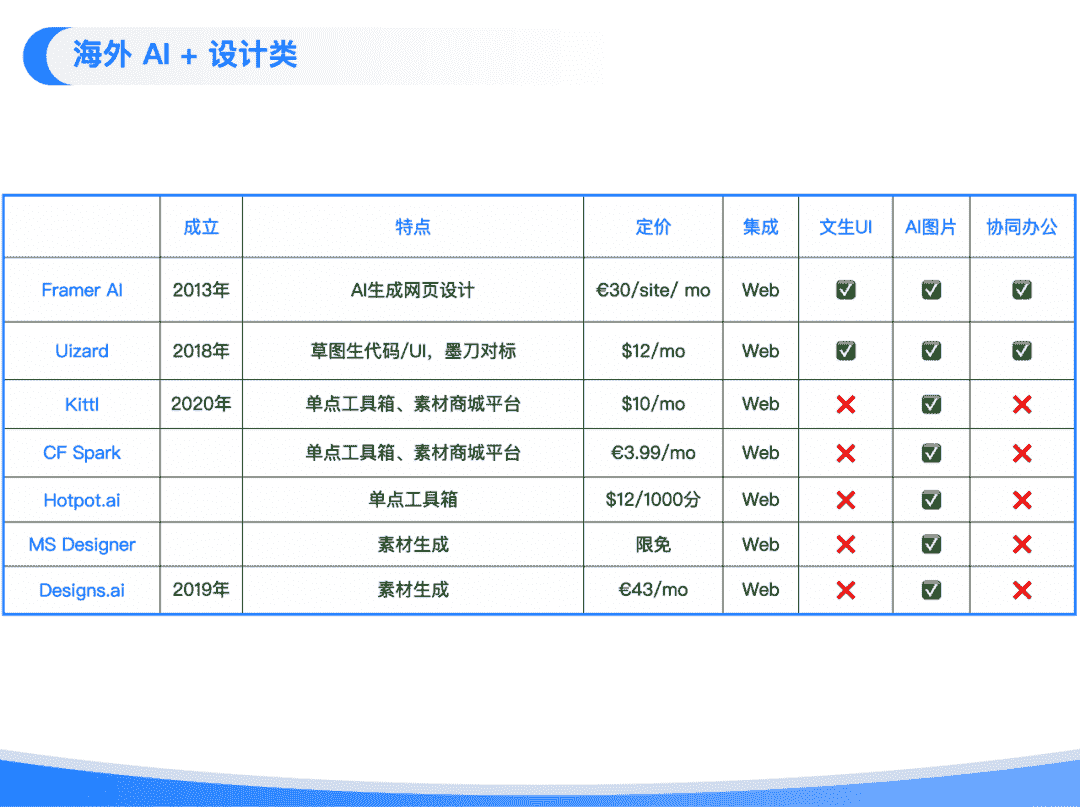 海外 AI + 设计类
成立 特点 定价 集成 文生UI AI图片 协同办公
Framer AI 2013年 AI生成网页设计 €30/site/ mo Web ✅ ✅ ✅
Uizard 2018年 草图生代码/UI，墨刀对标 $12/mo Web ✅ ✅ ✅
Kittl 2020年 单点工具箱、素材商城平台 $10/mo Web ❌ ✅ ❌
CF Spark 单点工具箱、素材商城平台 €3.99/mo Web ❌ ✅ ❌
Hotpot.ai 单点工具箱 $12/1000分 Web ❌ ✅ ❌
MS Designer 素材生成 限免 Web ❌ ✅ ❌
Designs.ai 2019年 素材生成 €43/mo Web ❌ ✅ ❌